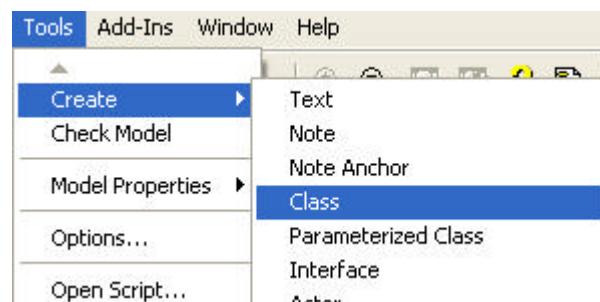 Tools Add-Ins Window Help
Create
Check Model
Model Properties
Options...
Open Script...
Text
Note
Note Anchor
Class
Parameterized Class
Interface
Actor